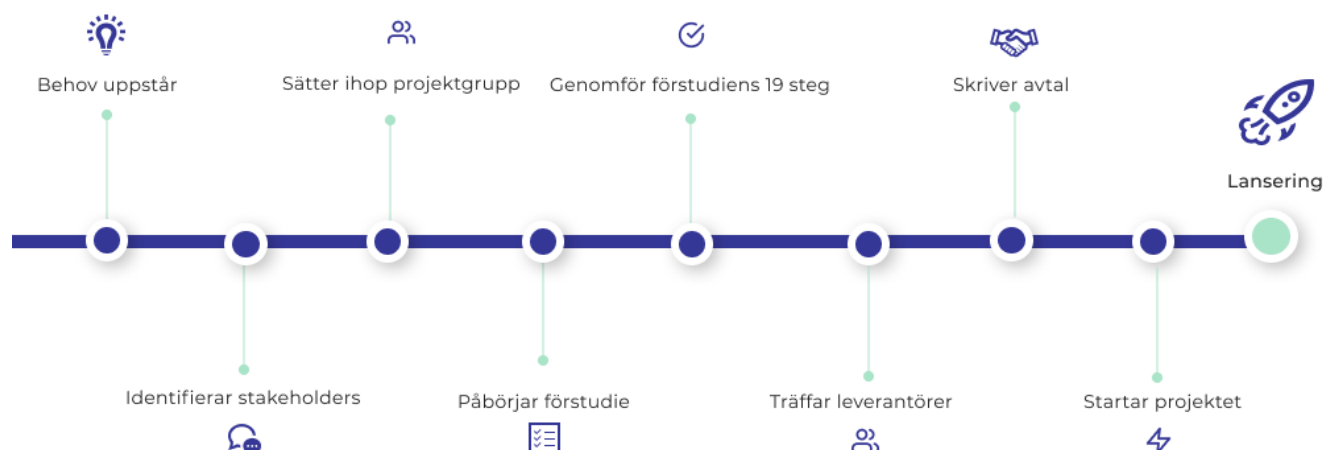 Behov uppstår
Sätter ihop projektgrupp
Genomför förstudiens 19 steg
Skriver avtal
Lansering
Identifierar stakeholders
Påbörjar förstudie
Träffar leverantörer
Startar projektet